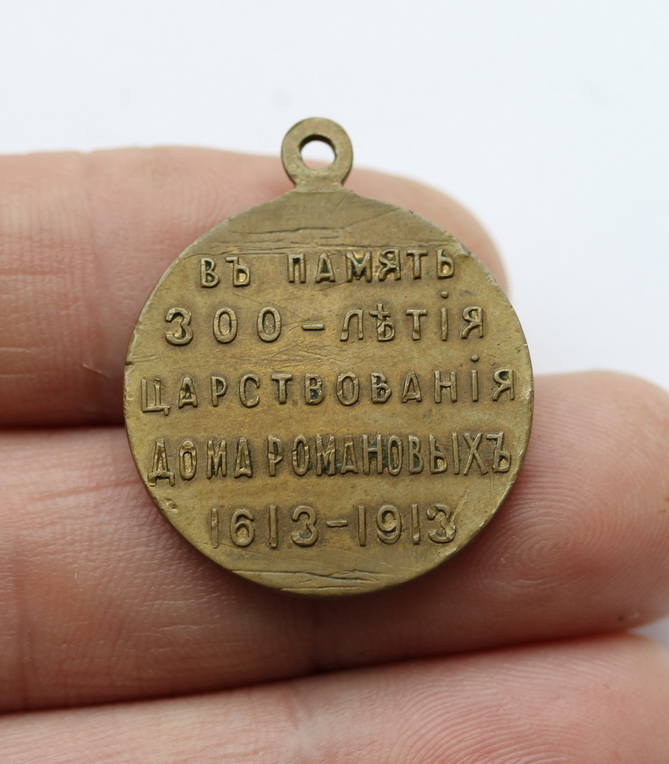 ВЪ ПАМЯТЬ
300-ЛѢТІЯ
ЦАРСТВОВАНІЯ
ДОМА РОМАНОВЫХЪ
1613-1913